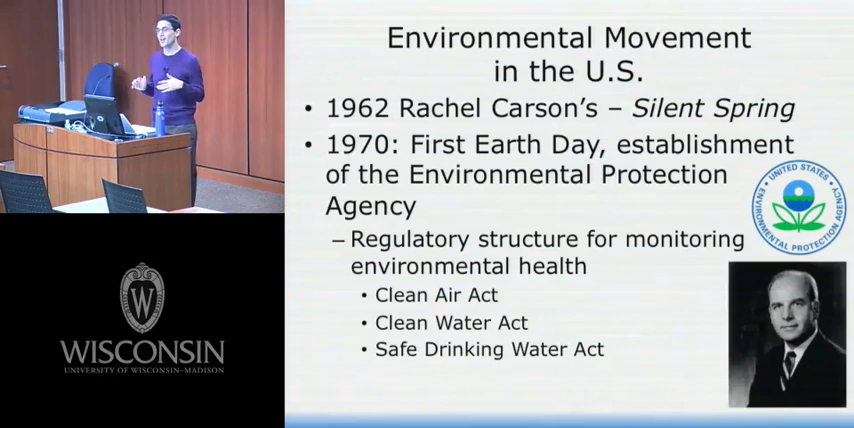 Environmental Movement
in the U.S.
• 1962 Rachel Carson's – Silent Spring
• 1970: First Earth Day, establishment
of the Environmental Protection
Agency
– Regulatory structure for monitoring
environmental health
• Clean Air Act
• Clean Water Act
• Safe Drinking Water Act
UNITED STATES
ENVIRONMENTAL PROTECTION AGENCY
W
WISCONSIN
UNIVERSITY OF WISCONSIN–MADISON